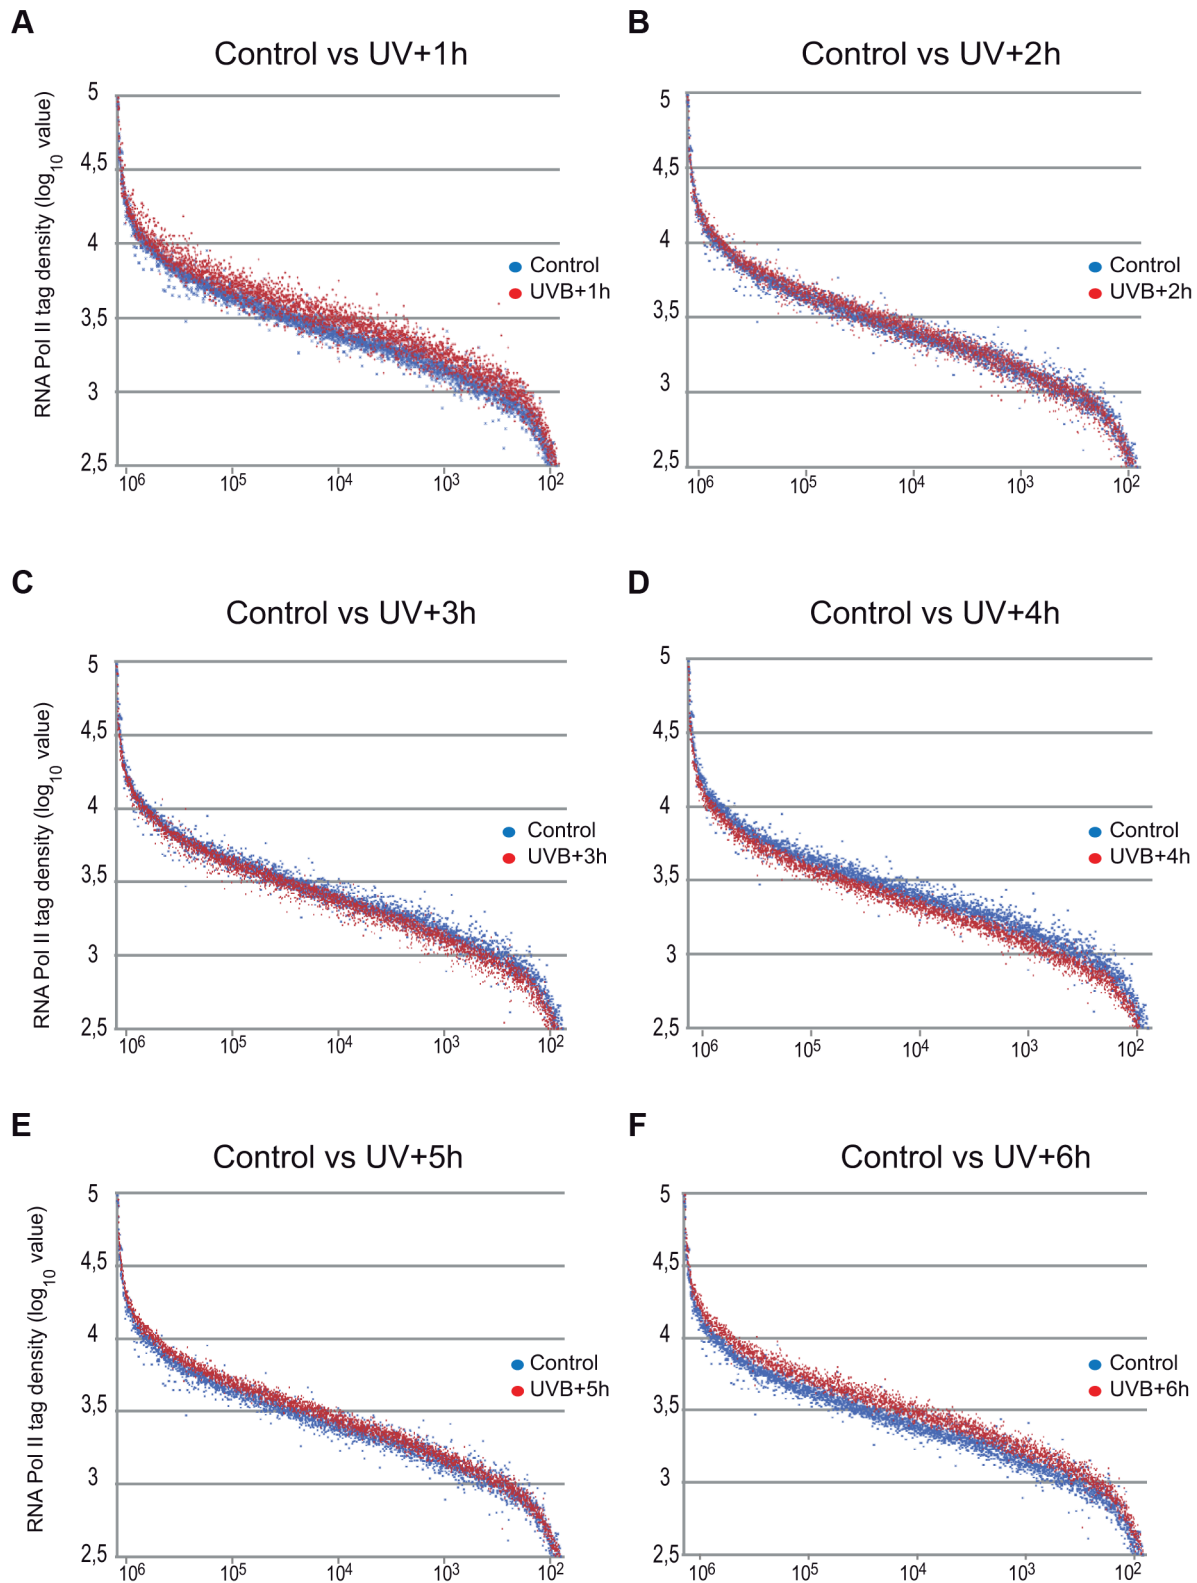 A
Control vs UV+1h
RNA Pol II tag density (log10 value)
5
4,5
4
3,5
3
2,5
Control
UVB+1h
10^6 10^5 10^4 10^3 10^2
B
Control vs UV+2h
5
4,5
4
3,5
3
2,5
Control
UVB+2h
10^6 10^5 10^4 10^3 10^2
C
Control vs UV+3h
RNA Pol II tag density (log10 value)
5
4,5
4
3,5
3
2,5
Control
UVB+3h
10^6 10^5 10^4 10^3 10^2
D
Control vs UV+4h
5
4,5
4
3,5
3
2,5
Control
UVB+4h
10^6 10^5 10^4 10^3 10^2
E
Control vs UV+5h
RNA Pol II tag density (log10 value)
5
4,5
4
3,5
3
2,5
Control
UVB+5h
10^6 10^5 10^4 10^3 10^2
F
Control vs UV+6h
5
4,5
4
3,5
3
2,5
Control
UVB+6h
10^6 10^5 10^4 10^3 10^2